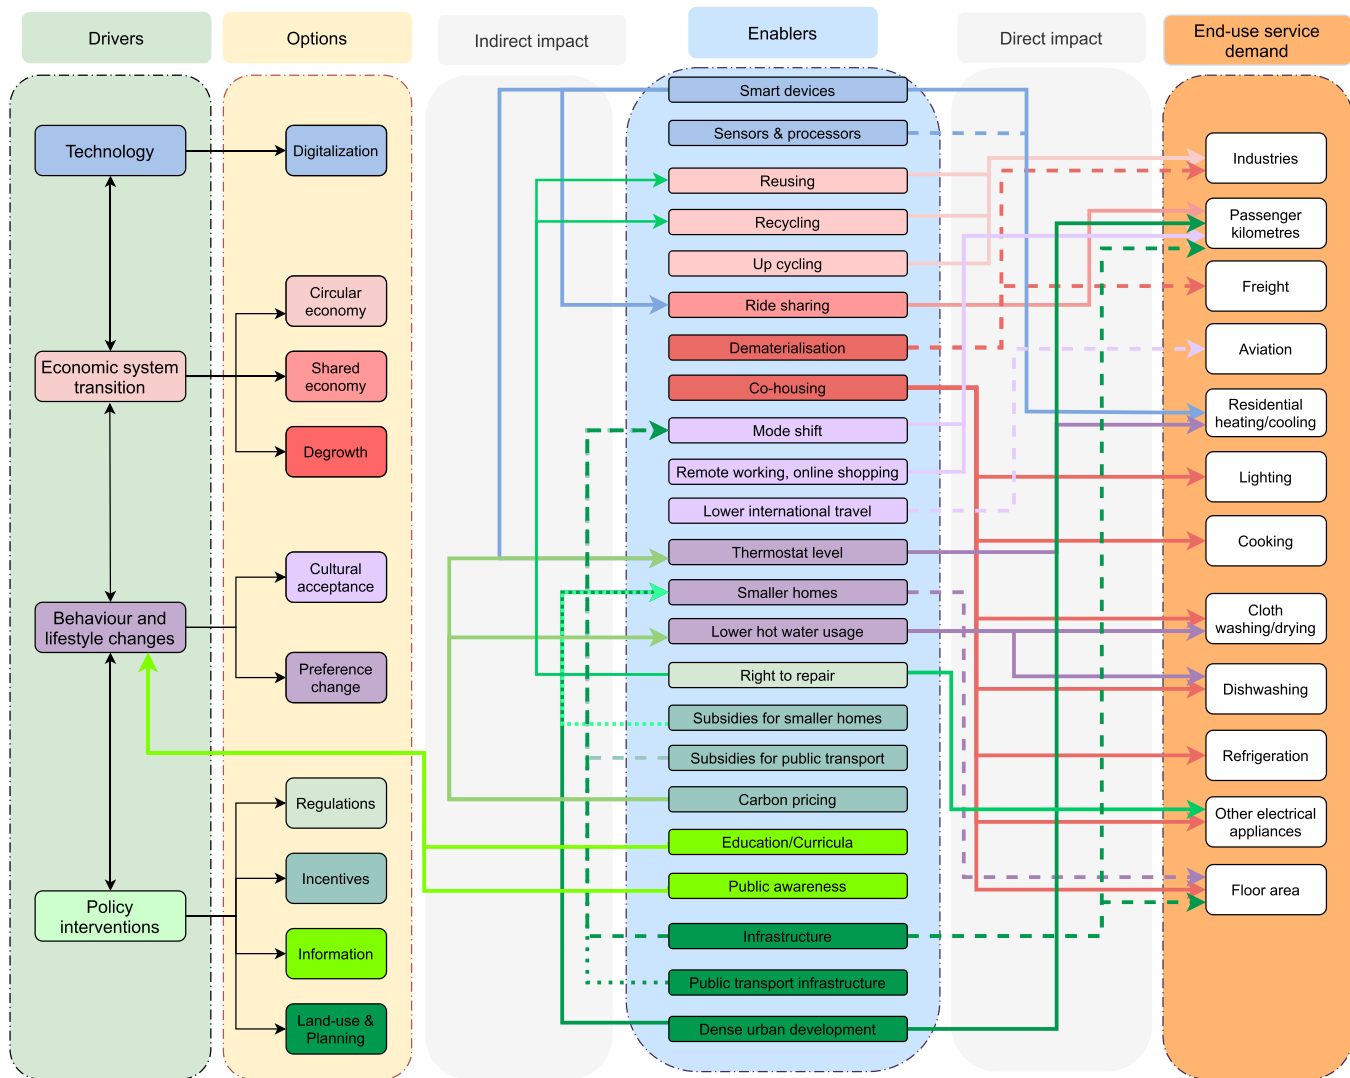 Drivers
Options
Indirect impact
Enablers
Direct impact
End-use service
demand
Technology
Economic system
transition
Behaviour and
lifestyle changes
Policy
interventions
Digitalization
Circular
economy
Shared
economy
Degrowth
Cultural
acceptance
Preference
change
Regulations
Incentives
Information
Land-use &
Planning
Smart devices
Sensors & processors
Reusing
Recycling
Up cycling
Ride sharing
Dematerialisation
Co-housing
Mode shift
Remote working, online shopping
Lower international travel
Thermostat level
Smaller homes
Lower hot water usage
Right to repair
Subsidies for smaller homes
Subsidies for public transport
Carbon pricing
Education/Curricula
Public awareness
Infrastructure
Public transport infrastructure
Dense urban development
Industries
Passenger
kilometres
Freight
Aviation
Residential
heating/cooling
Lighting
Cooking
Cloth
washing/drying
Dishwashing
Refrigeration
Other electrical
appliances
Floor area